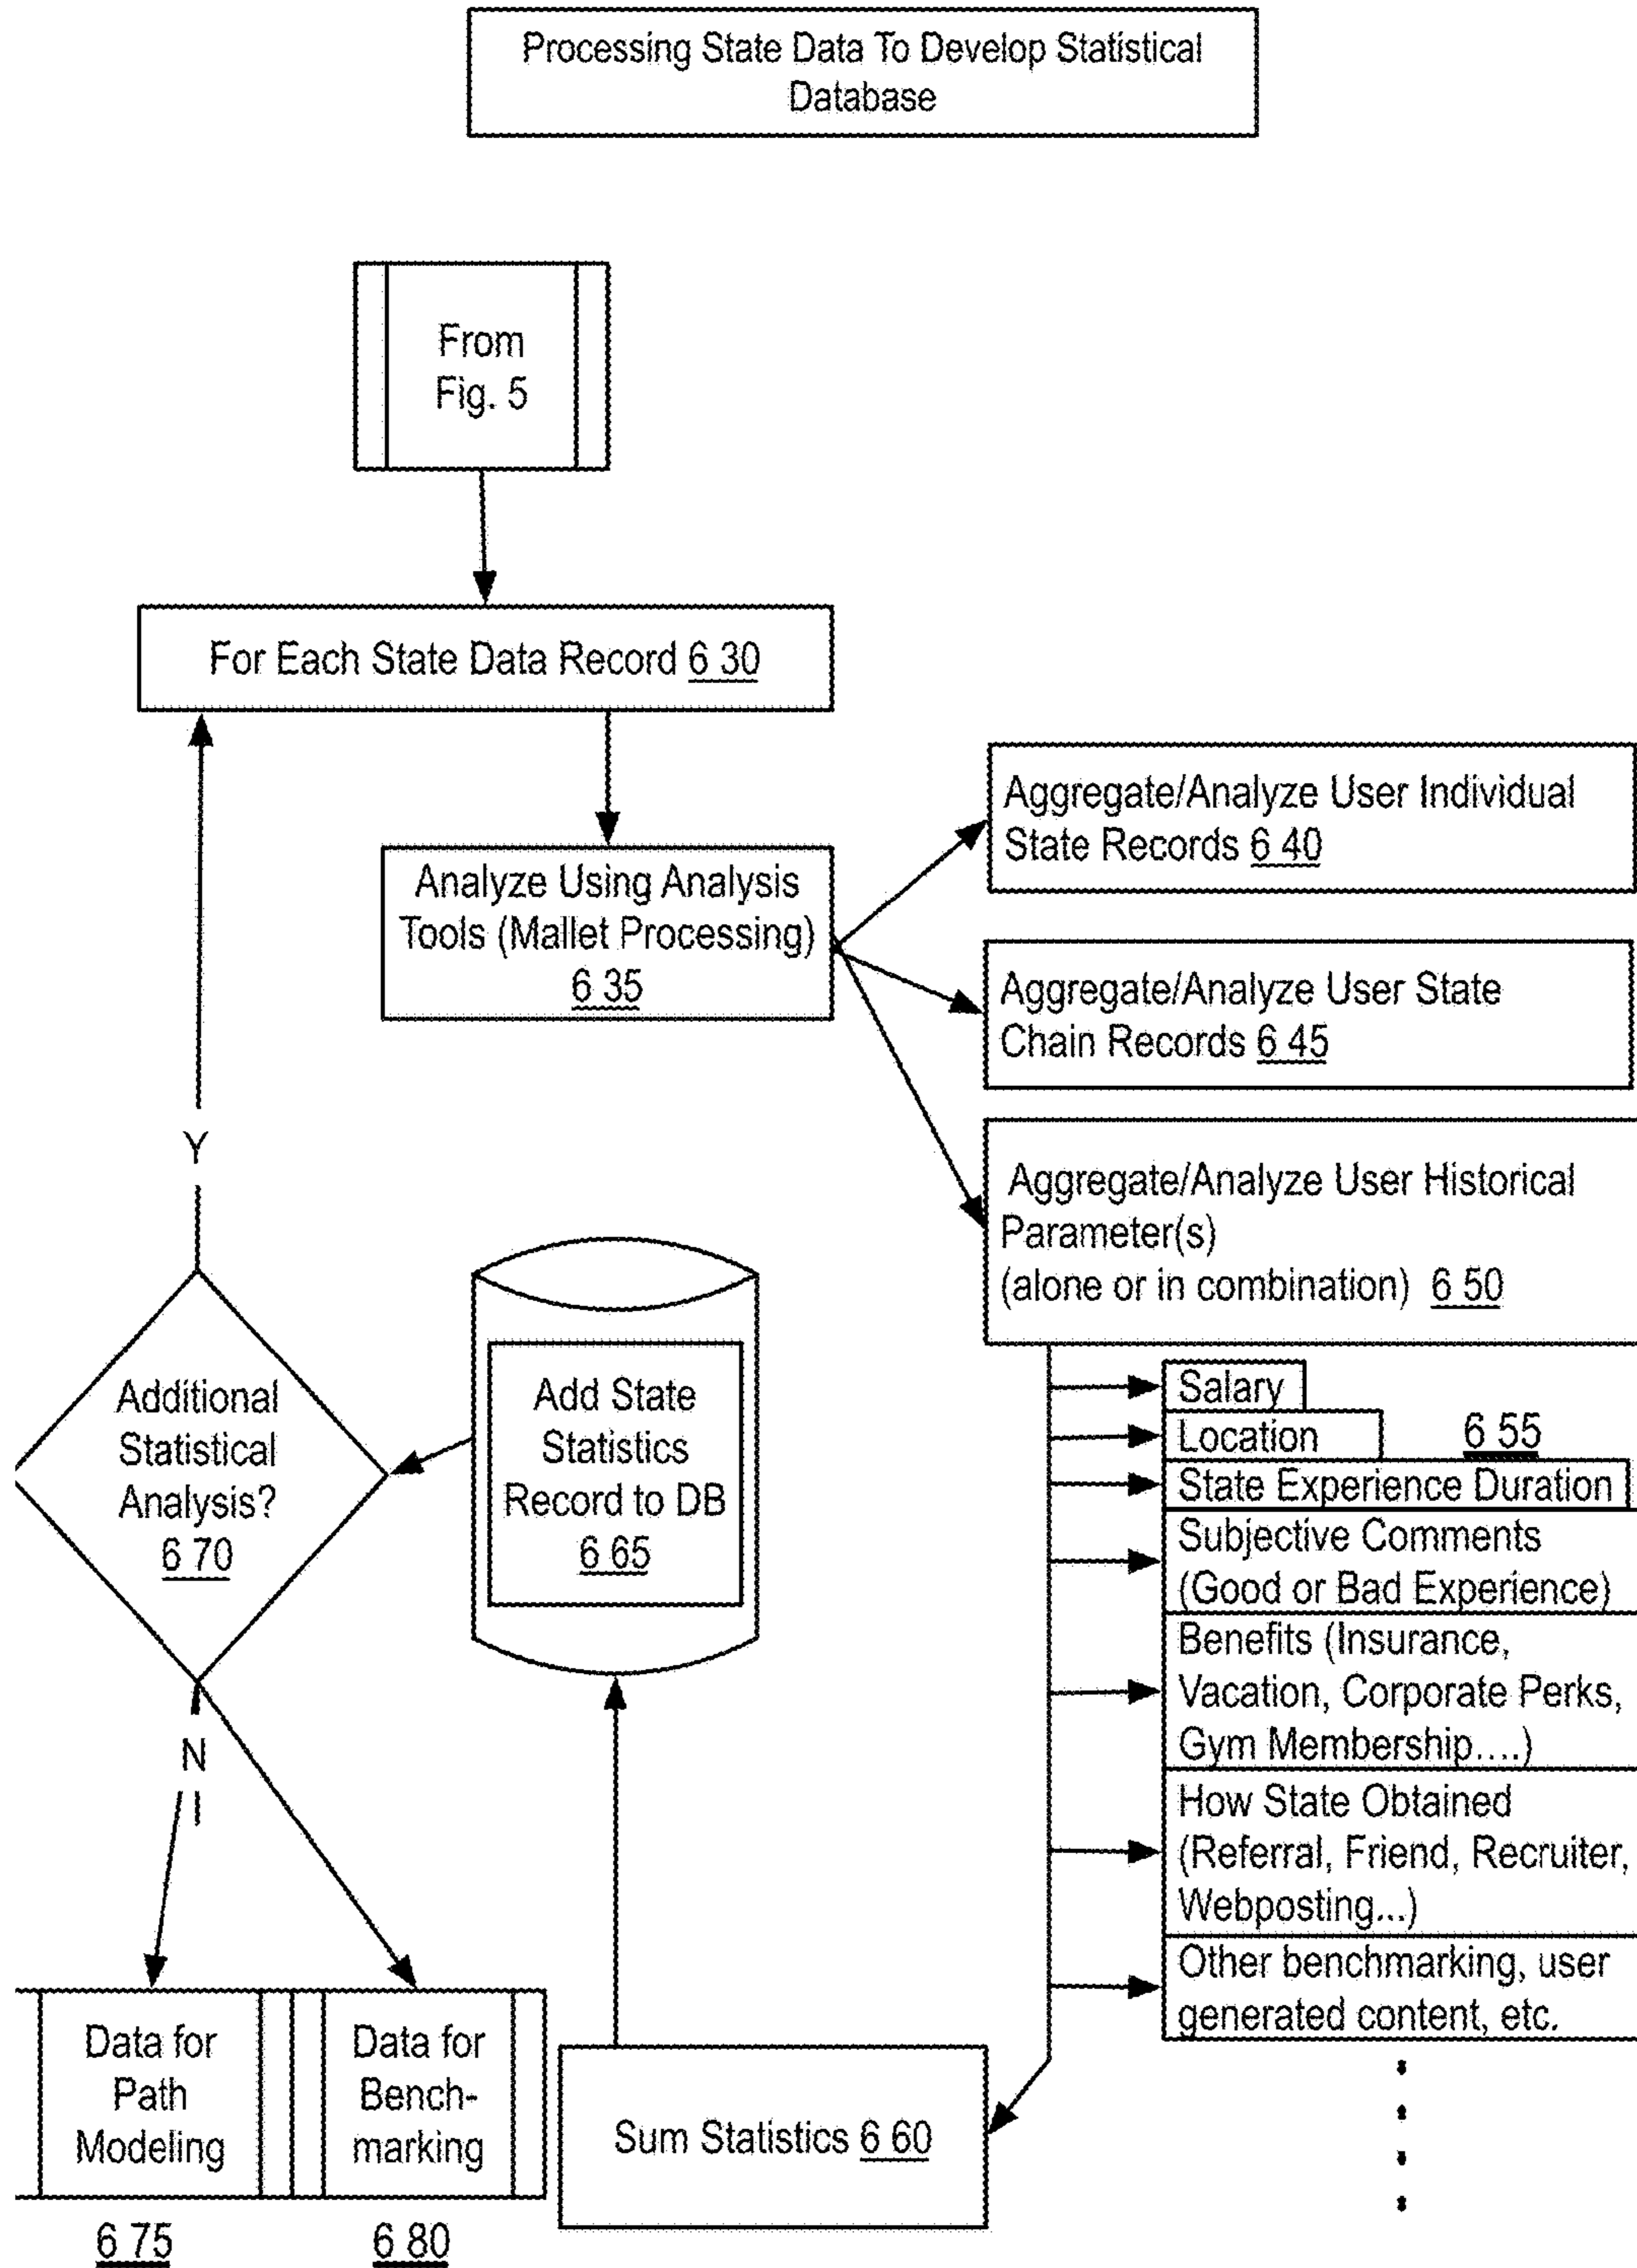 Processing State Data To Develop Statistical
Database
From
Fig. 5
For Each State Data Record 6 30
Analyze Using Analysis
Tools (Mallet Processing)
6 35
Aggregate/Analyze User Individual
State Records 6 40
Aggregate/Analyze User State
Chain Records 6 45
Aggregate/Analyze User Historical
Parameter(s)
(alone or in combination) 6 50
Salary
Location
6 55
State Experience Duration
Subjective Comments
(Good or Bad Experience)
Benefits (Insurance,
Vacation, Corporate Perks,
Gym Membership....)
How State Obtained
(Referral, Friend, Recruiter,
Webposting...)
Other benchmarking, user
generated content, etc.
Sum Statistics 6 60
Add State
Statistics
Record to DB
6 65
Additional
Statistical
Analysis?
6 70
Y
N
Data for
Path
Modeling
6 75
Data for
Bench-
marking
6 80